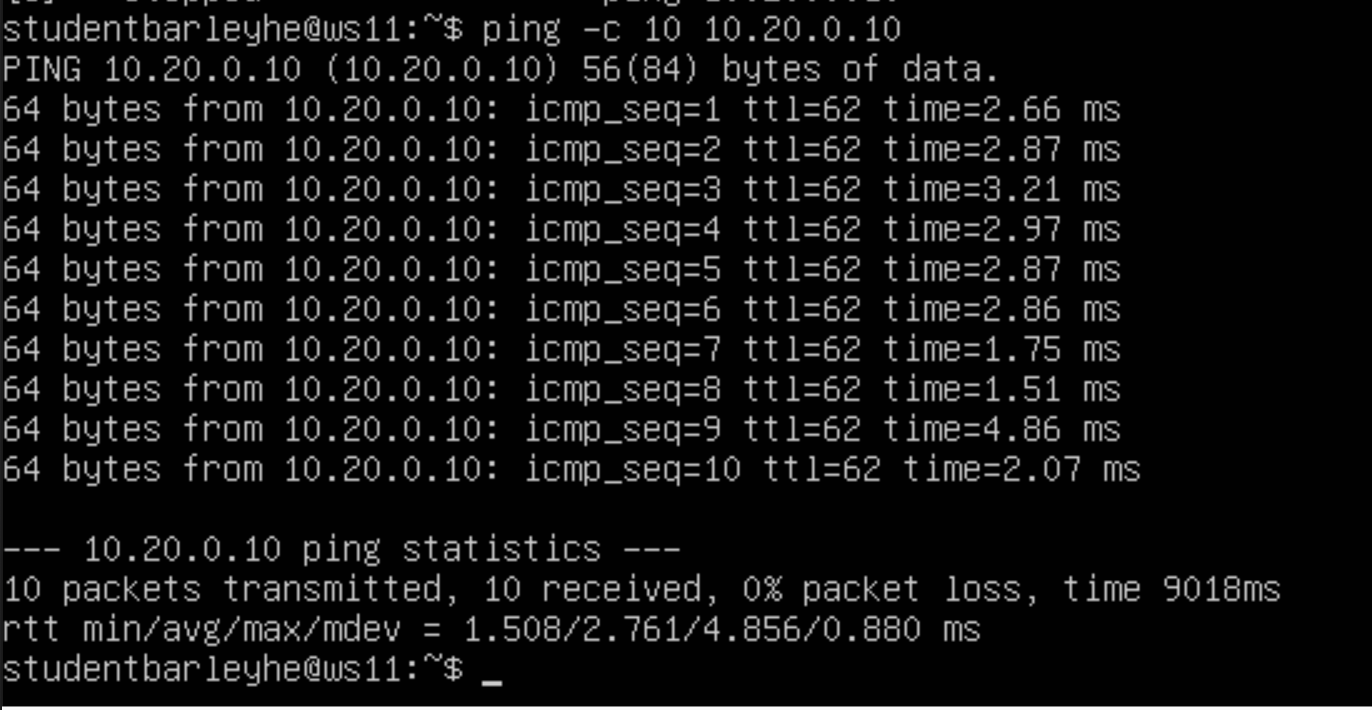 studentbarleyhe@ws11:~$ ping -c 10 10.20.0.10
PING 10.20.0.10 (10.20.0.10) 56(84) bytes of data.
64 bytes from 10.20.0.10: icmp_seq=1 ttl=62 time=2.66 ms
64 bytes from 10.20.0.10: icmp_seq=2 ttl=62 time=2.87 ms
64 bytes from 10.20.0.10: icmp_seq=3 ttl=62 time=3.21 ms
64 bytes from 10.20.0.10: icmp_seq=4 ttl=62 time=2.97 ms
64 bytes from 10.20.0.10: icmp_seq=5 ttl=62 time=2.87 ms
64 bytes from 10.20.0.10: icmp_seq=6 ttl=62 time=2.86 ms
64 bytes from 10.20.0.10: icmp_seq=7 ttl=62 time=1.75 ms
64 bytes from 10.20.0.10: icmp_seq=8 ttl=62 time=1.51 ms
64 bytes from 10.20.0.10: icmp_seq=9 ttl=62 time=4.86 ms
64 bytes from 10.20.0.10: icmp_seq=10 ttl=62 time=2.07 ms
--- 10.20.0.10 ping statistics ---
10 packets transmitted, 10 received, 0% packet loss, time 9018ms
rtt min/avg/max/mdev = 1.508/2.761/4.856/0.880 ms
studentbarleyhe@ws11:~$ _